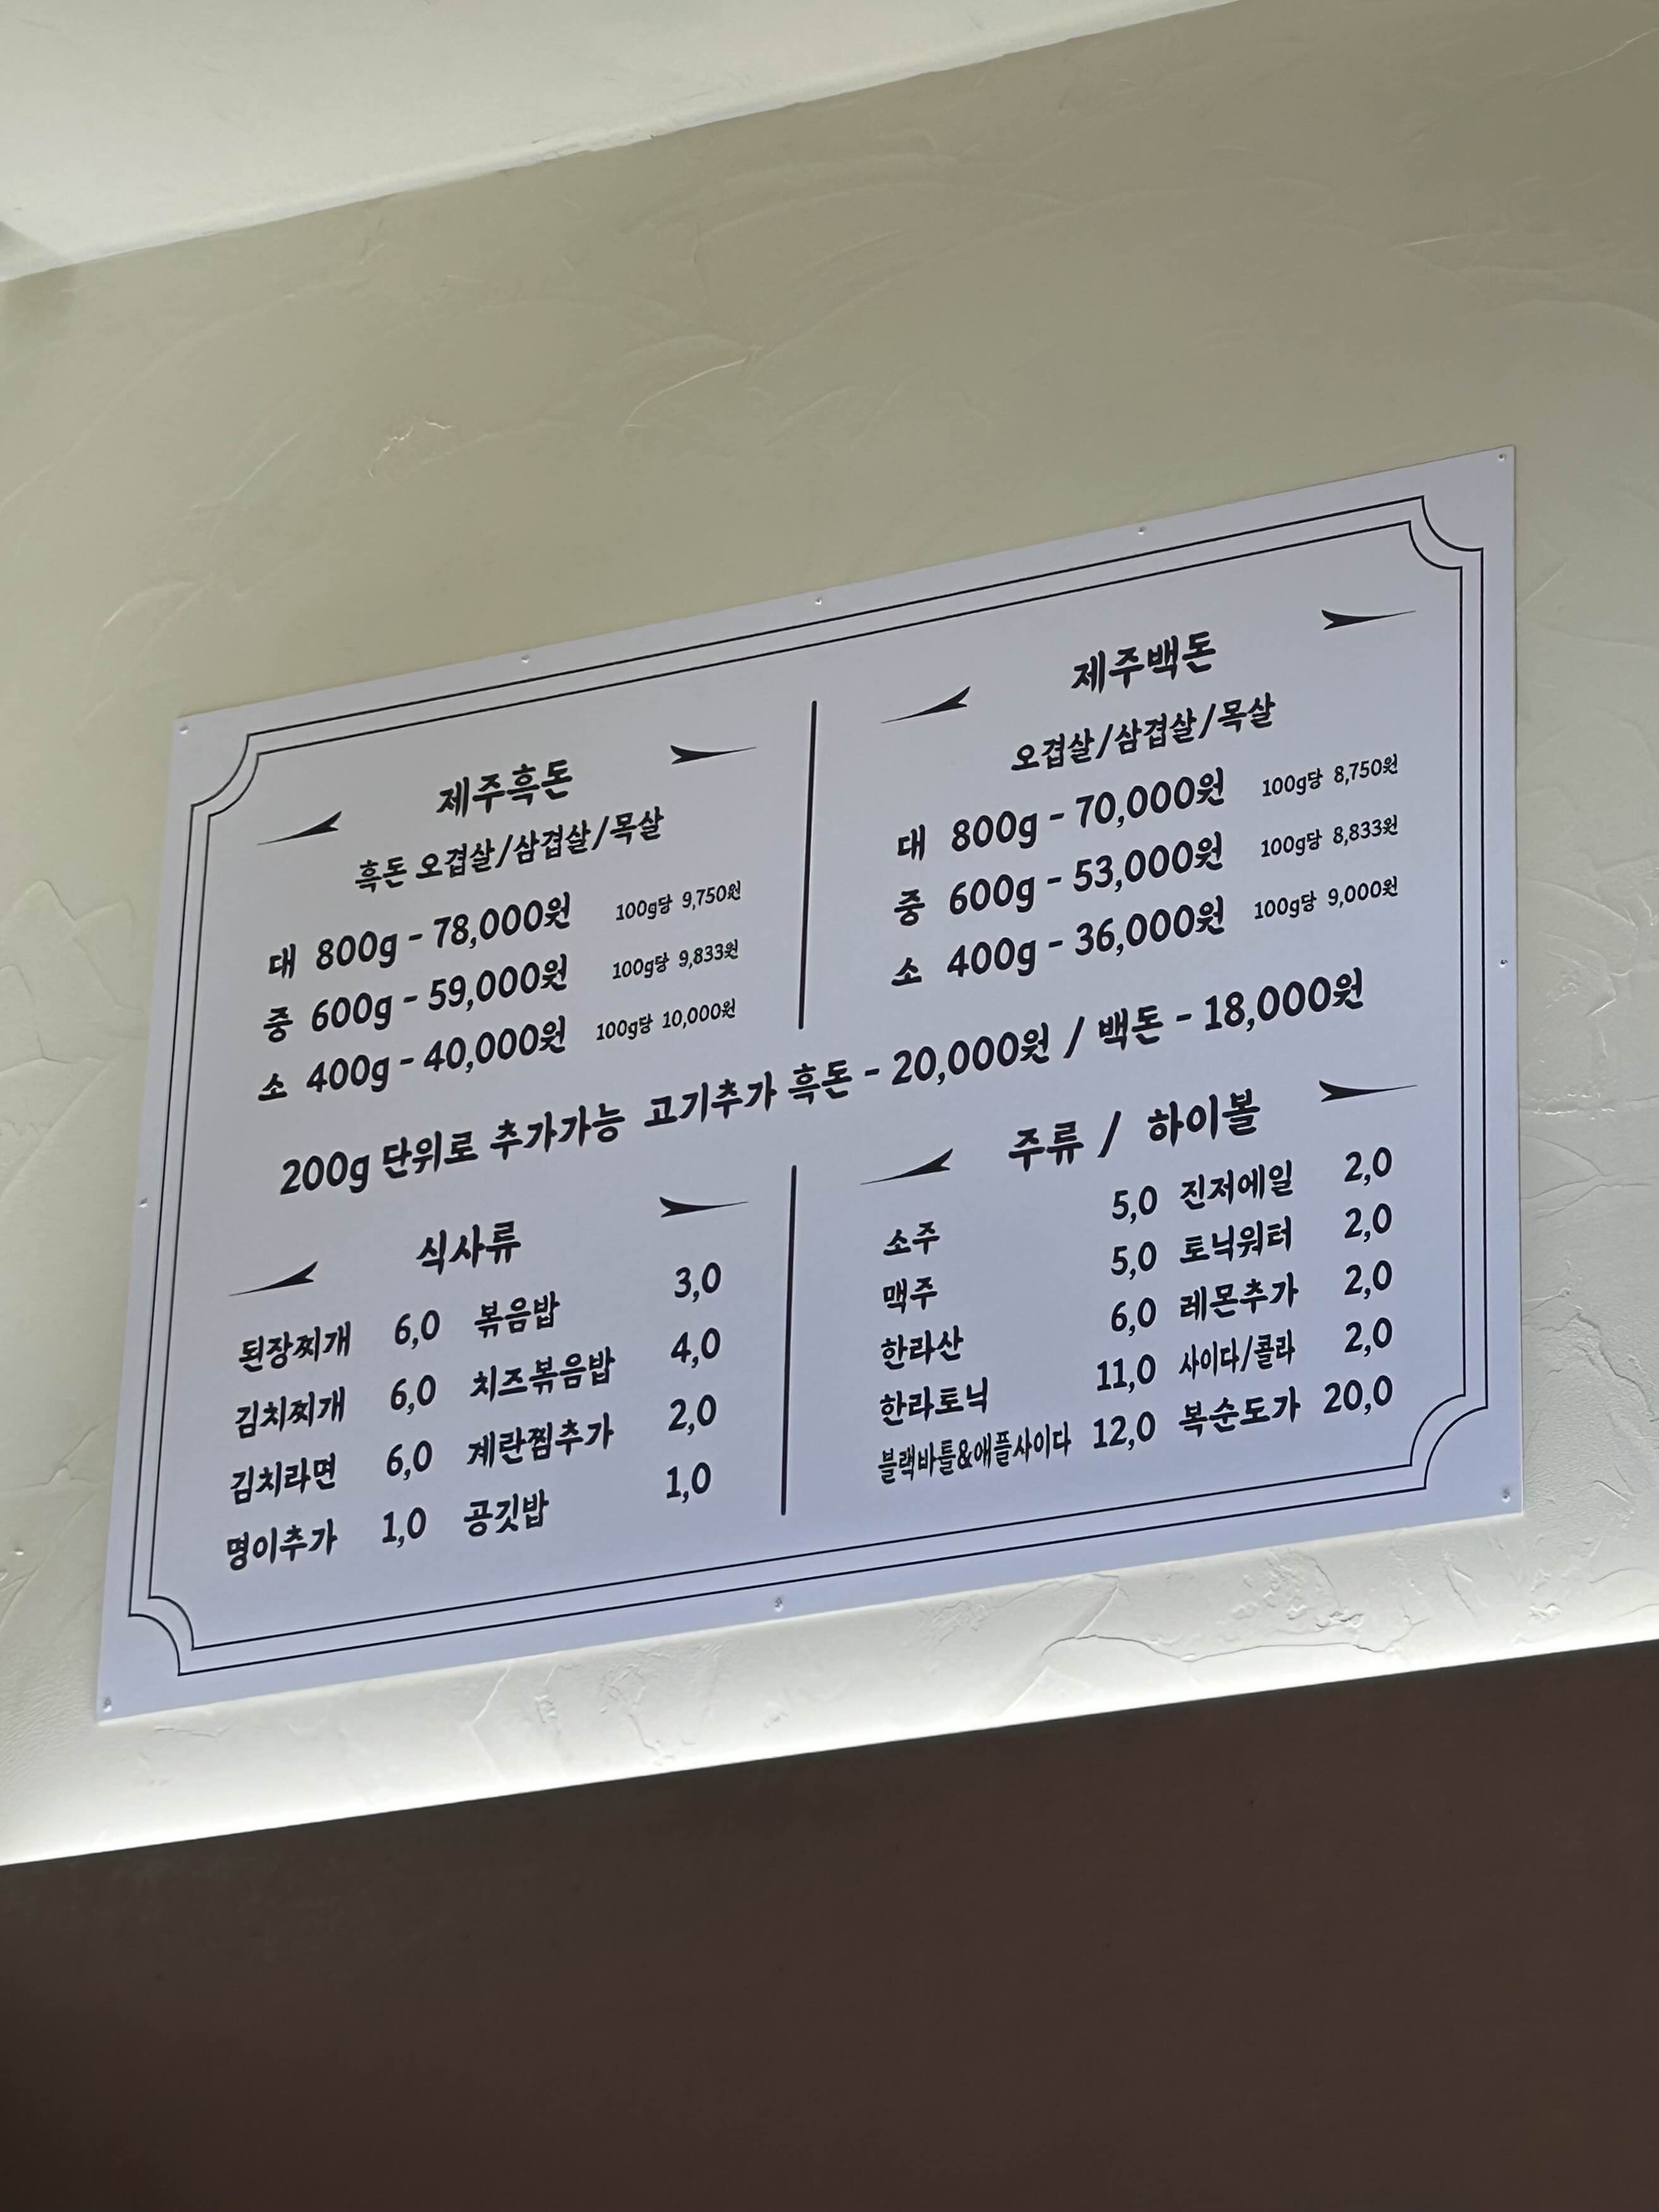 제주흑돈
흑돈 오겹살/삼겹살/목살
대 800g - 78,000원 100g당 9,750원
중 600g - 59,000원 100g당 9,833원
소 400g - 40,000원 100g당 10,000원
제주백돈
오겹살/삼겹살/목살
대 800g - 70,000원 100g당 8,750원
중 600g - 53,000원 100g당 8,833원
소 400g - 36,000원 100g당 9,000원
200g 단위로 추가가능 고기추가 흑돈 - 20,000원 / 백돈 - 18,000원
식사류
된장찌개 6,0 볶음밥 3,0
김치찌개 6,0 치즈볶음밥 4,0
김치라면 6,0 계란찜추가 2,0
명이추가 1,0 공깃밥 1,0
주류 / 하이볼
소주 5,0 진저에일 2,0
맥주 5,0 토닉워터 2,0
한라산 6,0 레몬추가 2,0
한라토닉 11,0 사이다/콜라 2,0
블랙바틀&애플사이다 12,0 복순도가 20,0